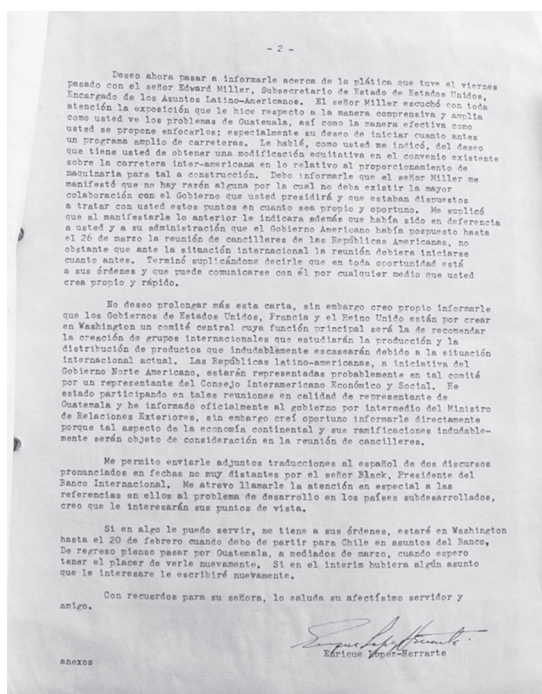 - 2 -
Deseo ahora pasar a informarle acerca de la plática que tuve el viernes
pasado con el señor Edward Miller, Subsecretario de Estado de Estados Unidos,
Encargado de los Asuntos Latino-Americanos. El señor Miller escuchó con toda
atención la exposición que le hice respecto a la manera comprensiva y amplia
como usted ve los problemas de Guatemala, así como la manera efectiva como
usted se propone enfocarlos; especialmente su deseo de iniciar cuanto antes
un programa amplio de carreteras. Le hablé, como usted me indicó, del deseo
que tiene usted de obtener una modificación equitativa en el convenio existente
sobre la carretera inter-americana en lo relativo al proporcionamiento de
maquinaria para tal a construcción. Debo informarle que el señor Miller me
manifestó que no hay razón alguna por la cual no deba existir la mayor
colaboración con el Gobierno que usted presidirá y que estaban dispuestos
a tratar con usted estos puntos en cuanto sea propio y oportuno. Me suplicó
que al manifestarle lo anterior le indicara además que había sido en deferencia
a usted y a su administración que el Gobierno Americano había pospuesto hasta
el 26 de marzo la reunión de cancilleres de las Repúblicas Americanas, no
obstante que ante la situación internacional la reunión debiera iniciarse
cuanto antes. Terminó suplicándome decirle que en toda oportunidad está
a sus órdenes y que puede comunicarse con él por cualquier medio que usted
crea propio y rápido.
No deseo prolongar más esta carta, sin embargo creo propio informarle
que los Gobiernos de Estados Unidos, Francia y el Reino Unido están por crear
en Washington un comité central cuya función principal será la de recomendar
la creación de grupos internacionales que estudiarán la producción y la
distribución de productos que indudablemente escasearán debido a la situación
internacional actual. Las Repúblicas latino-americanas, a iniciativa del
Gobierno Norte Americano, estarán representadas probablemente en tal comité
por un representante del Consejo Interamericano Económico y Social. He
estado participando en tales reuniones en calidad de representante de
Guatemala y he informado oficialmente al gobierno por intermedio del Ministro
de Relaciones Exteriores, sin embargo creí oportuno informarle directamente
porque tal aspecto de la economía continental y sus ramificaciones indudable-
mente serán objeto de consideración en la reunión de cancilleres.
Me permito enviarle adjuntos traducciones al español de dos discursos
pronunciados en fechas no muy distantes por el señor Black, Presidente del
Banco Internacional. Me atrevo llamarle la atención en especial a las
referencias en ellos al problema de desarrollo en los países subdesarrollados,
creo que le interesarán sus puntos de vista.
Si en algo le puedo servir, me tiene a sus órdenes, estaré en Washington
hasta el 20 de febrero cuando debo de partir para Chile en asuntos del Banco.
De regreso pienso pasar por Guatemala, a mediados de marzo, cuando espero
tener el placer de verle nuevamente. Si en el interim hubiera algún asunto
que le interesare le escribiré nuevamente.
Con recuerdos para su señora, lo saluda su afectísimo servidor y
amigo.
Enrique López Herrarte
Enrique López-Herrarte
anexos